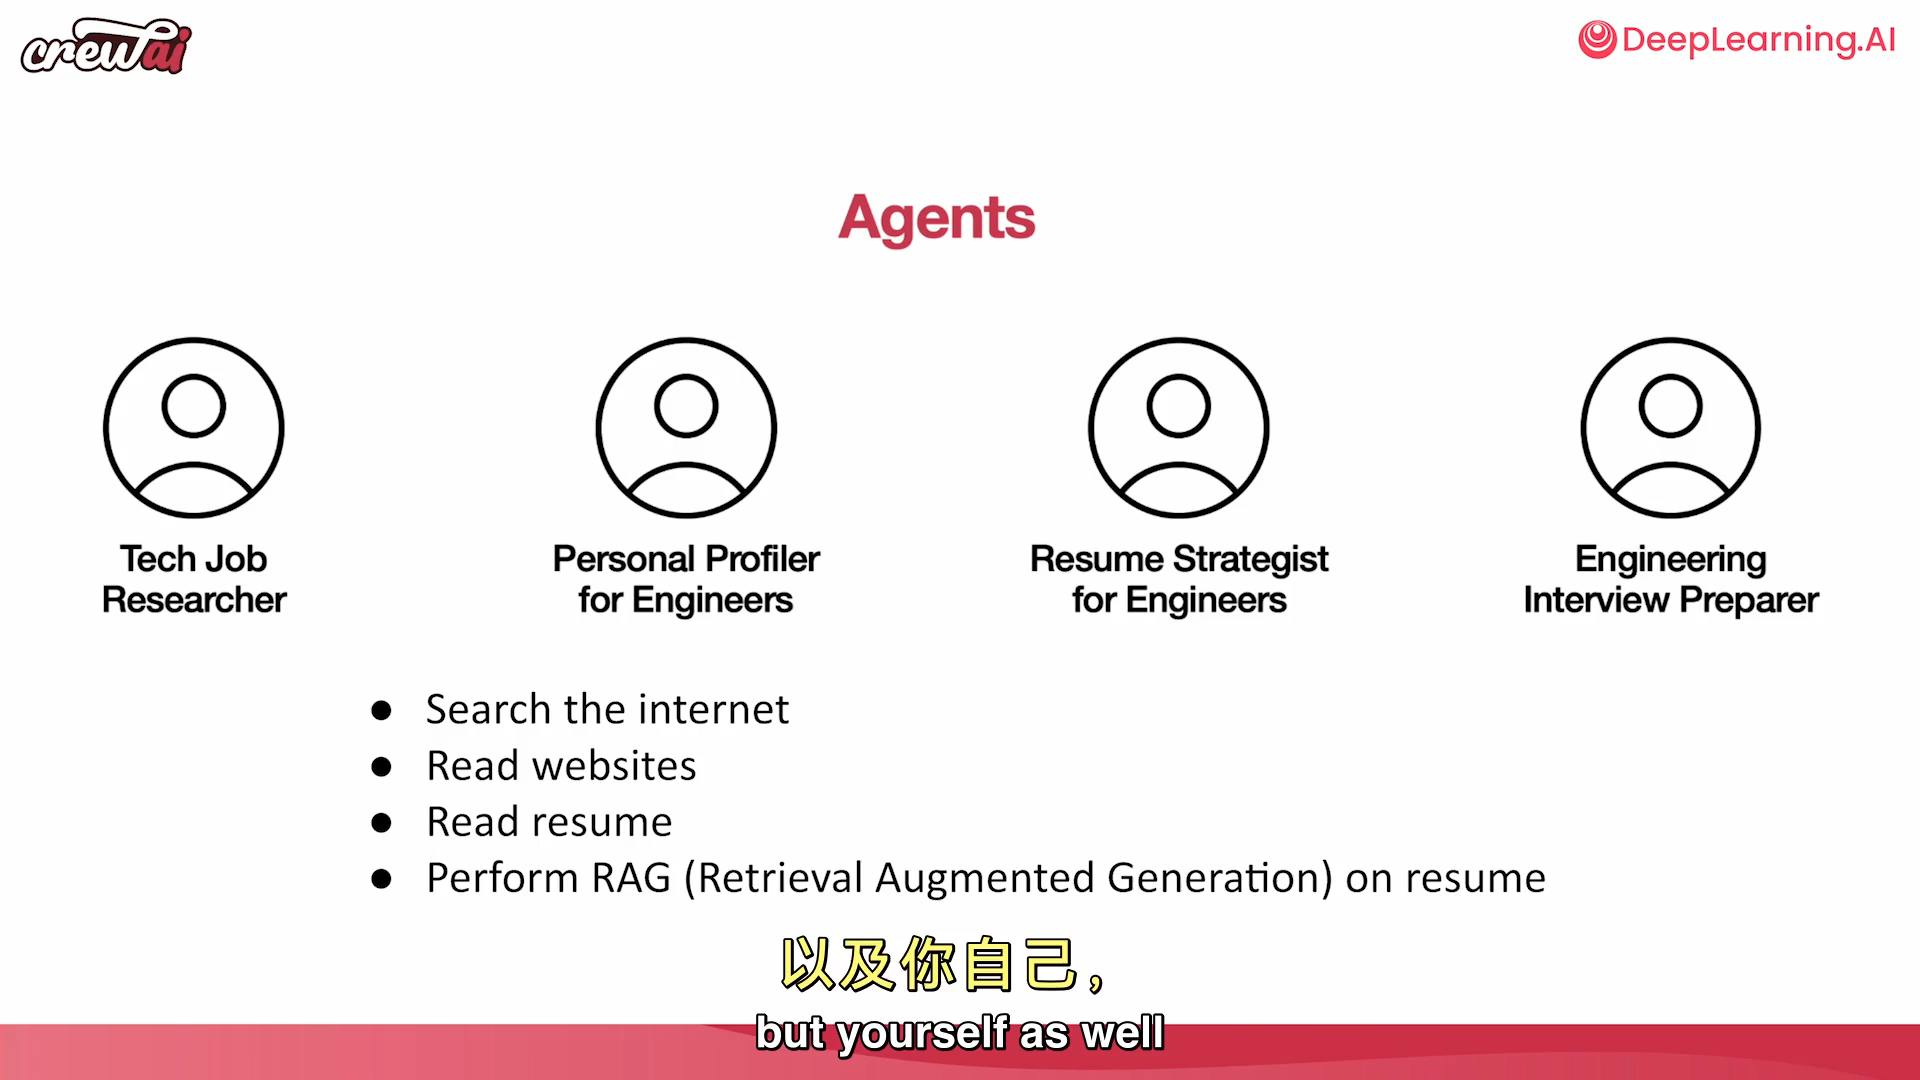 crewai
DeepLearning.AI
Agents
Tech Job
Researcher
Personal Profiler
for Engineers
Resume Strategist
for Engineers
Engineering
Interview Preparer
● Search the internet
● Read websites
● Read resume
● Perform RAG (Retrieval Augmented Generation) on resume
以及你自己，
but yourself as well